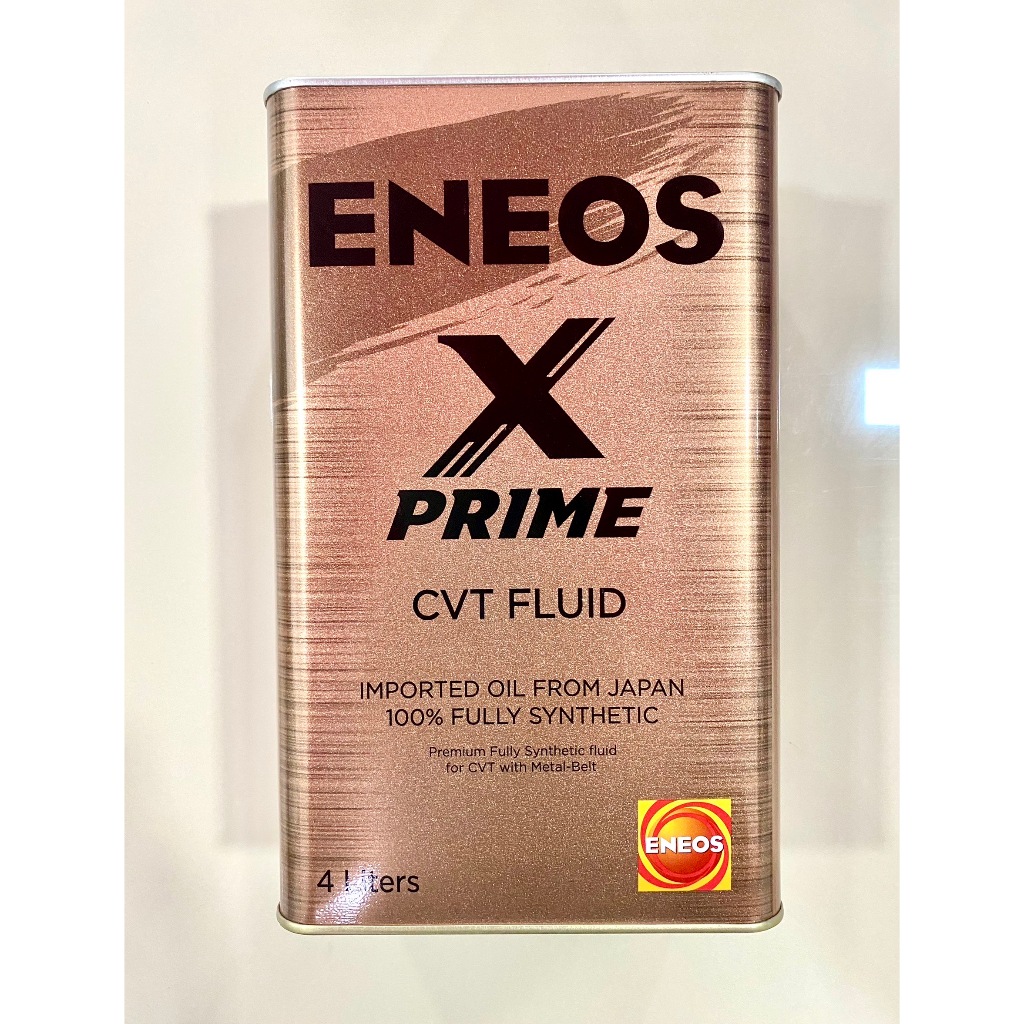 ENEOS
X
PRIME
CVT FLUID
IMPORTED OIL FROM JAPAN
100% FULLY SYNTHETIC
Premium Fully Synthetic fluid
for CVT with Metal-Belt
ENEOS
4 Liters